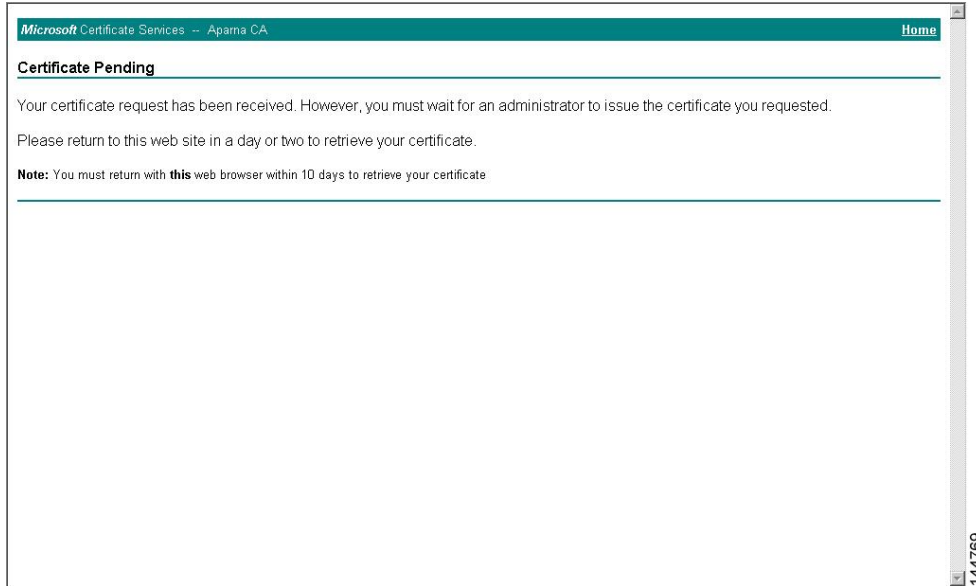 Microsoft Certificate Services -- Aparna CA Home
Certificate Pending
Your certificate request has been received. However, you must wait for an administrator to issue the certificate you requested.
Please return to this web site in a day or two to retrieve your certificate.
Note: You must return with this web browser within 10 days to retrieve your certificate